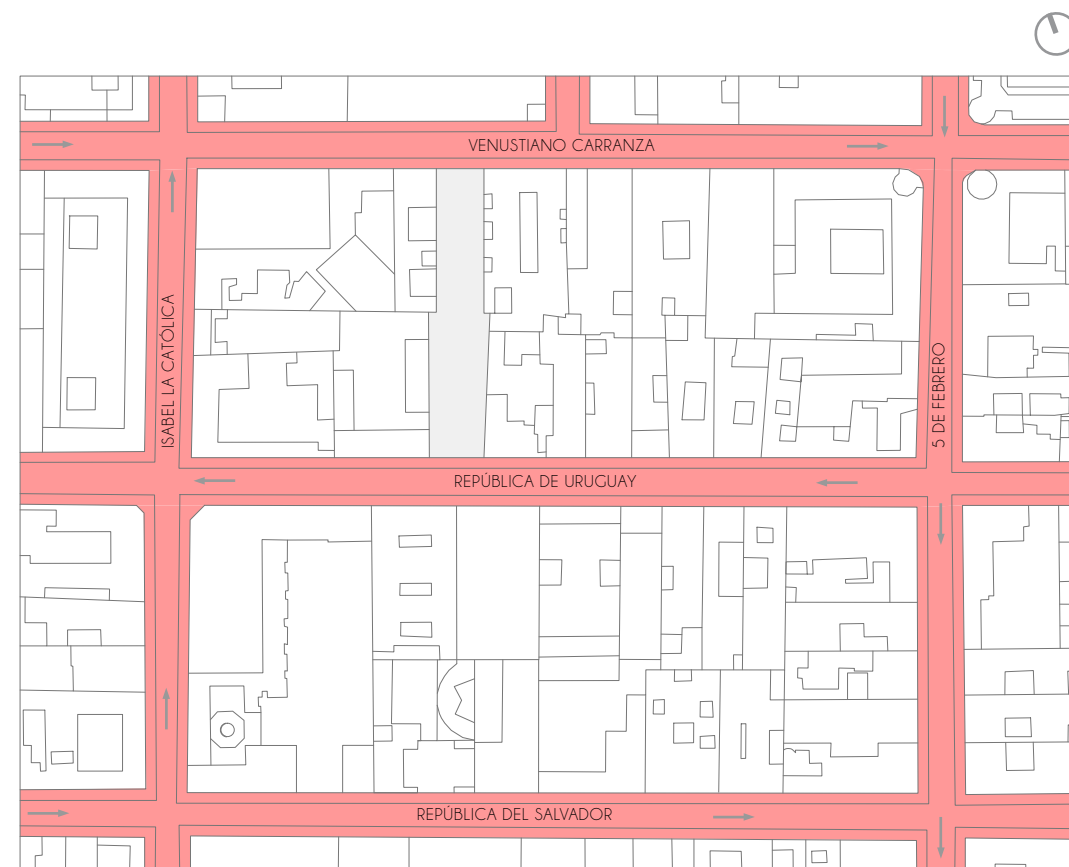 VENUSTIANO CARRANZA
ISABEL LA CATÓLICA
5 DE FEBRERO
REPÚBLICA DE URUGUAY
REPÚBLICA DEL SALVADOR